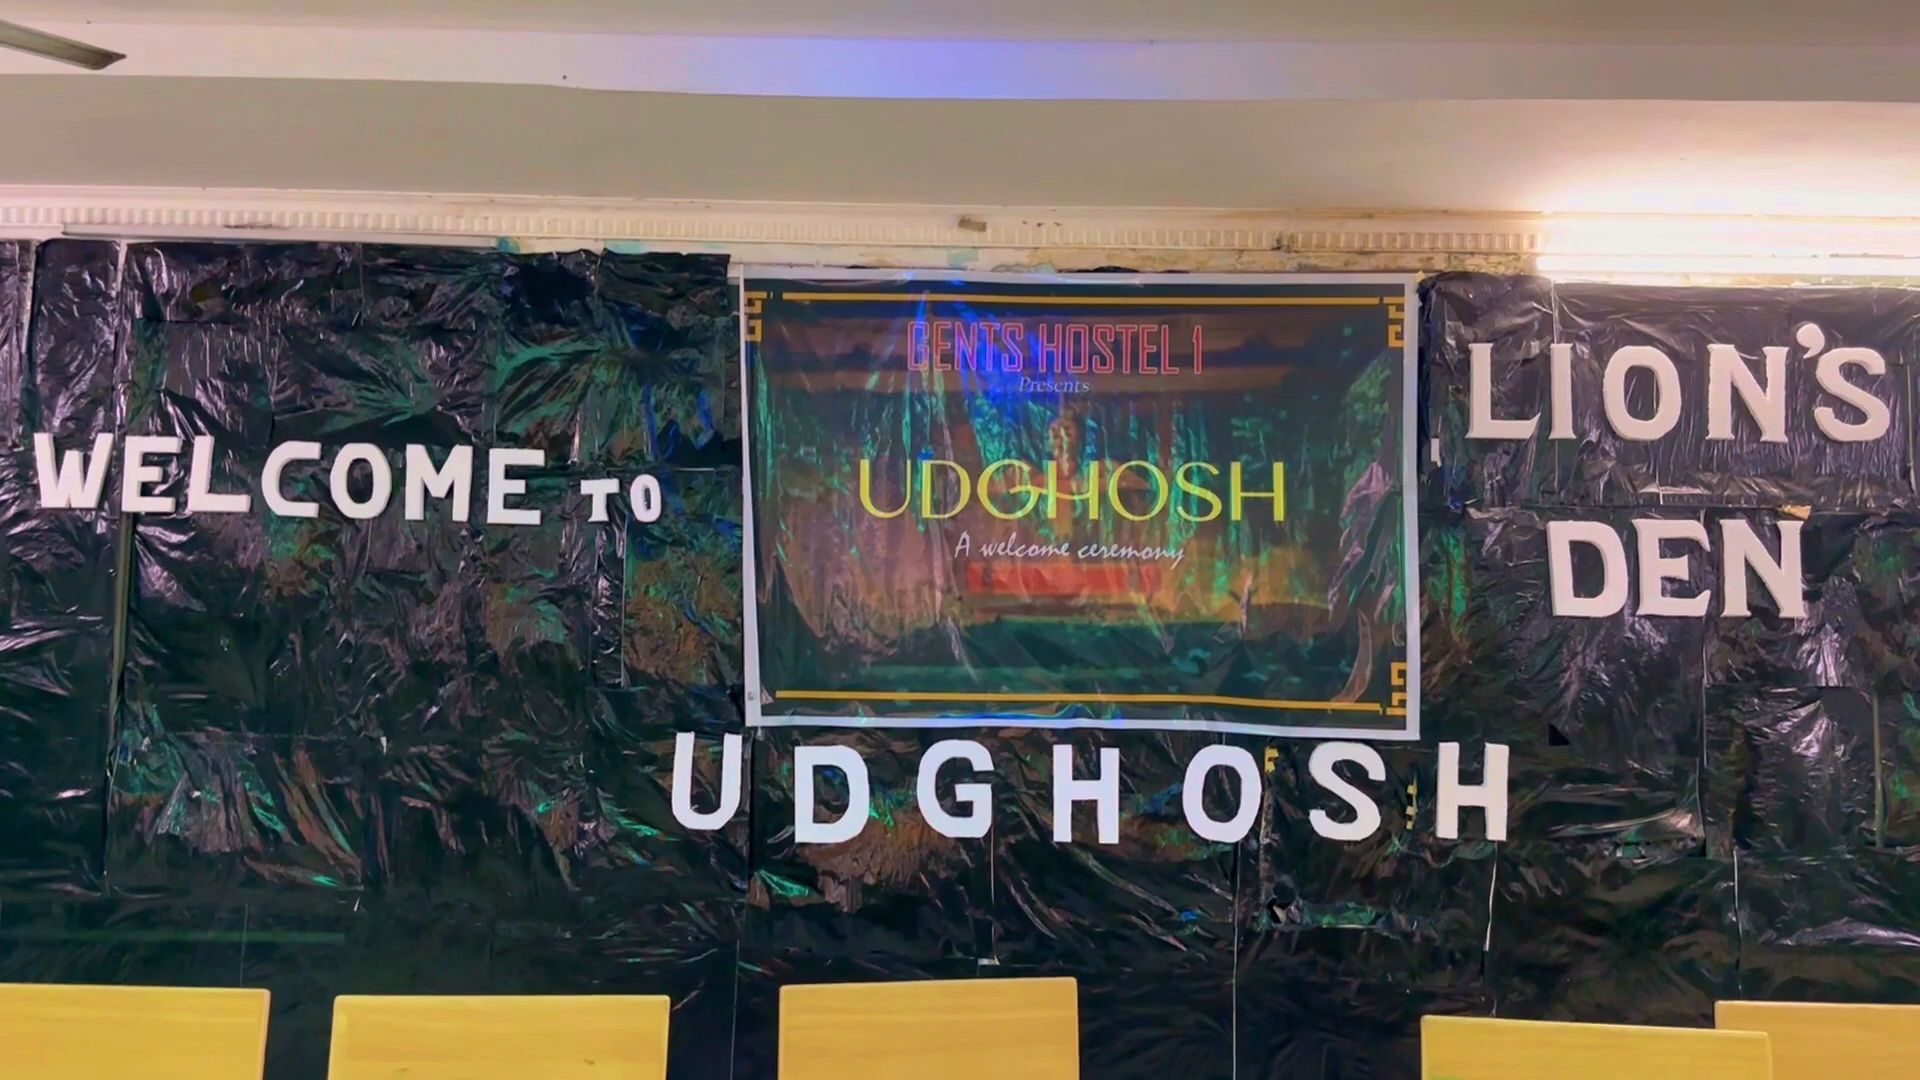 WELCOME TO
GENTS HOSTEL 1
Presents
UDGHOSH
A welcome ceremony
LION'S
DEN
UDGHOSH